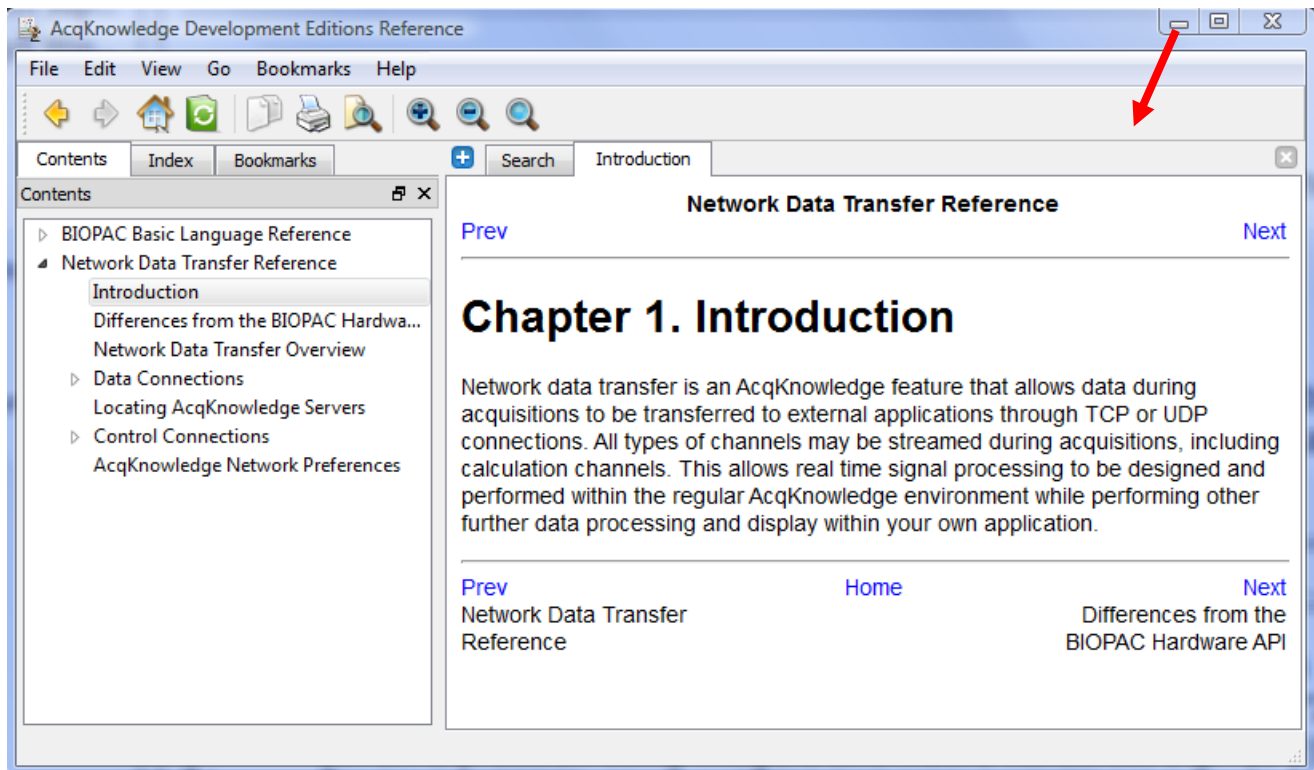 AcqKnowledge Development Editions Reference
File Edit View Go Bookmarks Help
Contents Index Bookmarks
Contents
BIOPAC Basic Language Reference
Network Data Transfer Reference
Introduction
Differences from the BIOPAC Hardwa...
Network Data Transfer Overview
Data Connections
Locating AcqKnowledge Servers
Control Connections
AcqKnowledge Network Preferences
Search Introduction
Network Data Transfer Reference
Prev Next
Chapter 1. Introduction
Network data transfer is an AcqKnowledge feature that allows data during
acquisitions to be transferred to external applications through TCP or UDP
connections. All types of channels may be streamed during acquisitions, including
calculation channels. This allows real time signal processing to be designed and
performed within the regular AcqKnowledge environment while performing other
further data processing and display within your own application.
Prev Home Next
Network Data Transfer Differences from the
Reference BIOPAC Hardware API